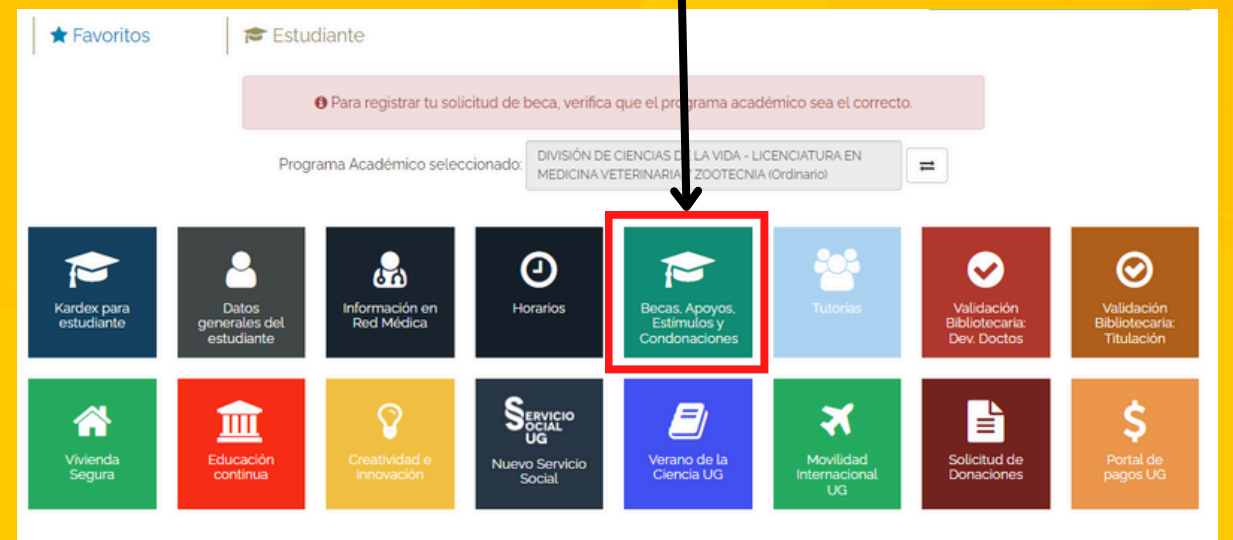 Favoritos
Estudiante
Para registrar tu solicitud de beca, verifica que el programa académico sea el correcto.
Programa Académico seleccionado:
DIVISIÓN DE CIENCIAS DE LA VIDA - LICENCIATURA EN
MEDICINA VETERINARIA Y ZOOTECNIA (Ordinario)
Kardex para
estudiante
Datos
generales del
estudiante
Información en
Red Médica
Horarios
Becas, Apoyos,
Estímulos y
Condonaciones
Tutorías
Validación
Bibliotecaria:
Dev. Doctos
Validación
Bibliotecaria:
Titulación
Vivienda
Segura
Educación
continua
Creatividad e
innovación
SERVICIO
SOCIAL
UG
Nuevo Servicio
Social
Verano de la
Ciencia UG
Movilidad
Internacional
UG
Solicitud de
Donaciones
Portal de
pagos UG